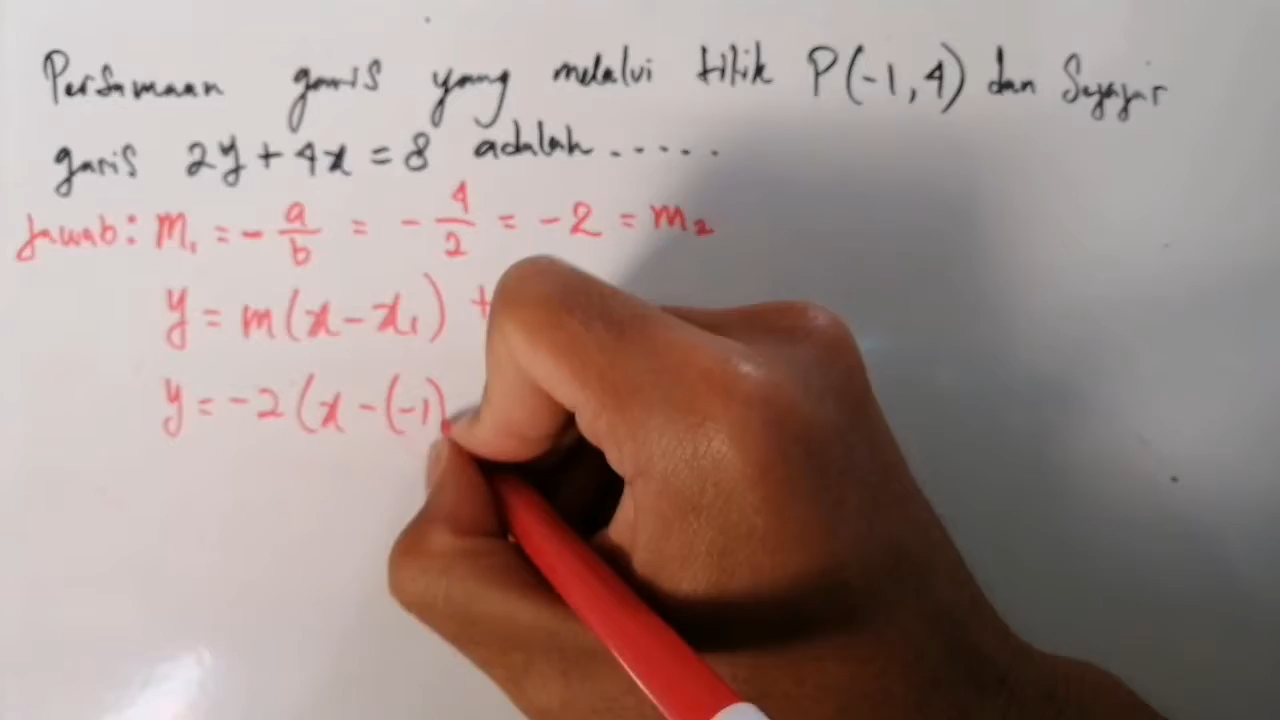 Persamaan garis yang melalui titik P(-1,4) dan Sejajar
garis 2y + 4x = 8 adalah .....
Jawab: m₁ = - a/b = - 4/2 = -2 = m₂
y = m(x - x₁) +
y = -2(x - (-1)